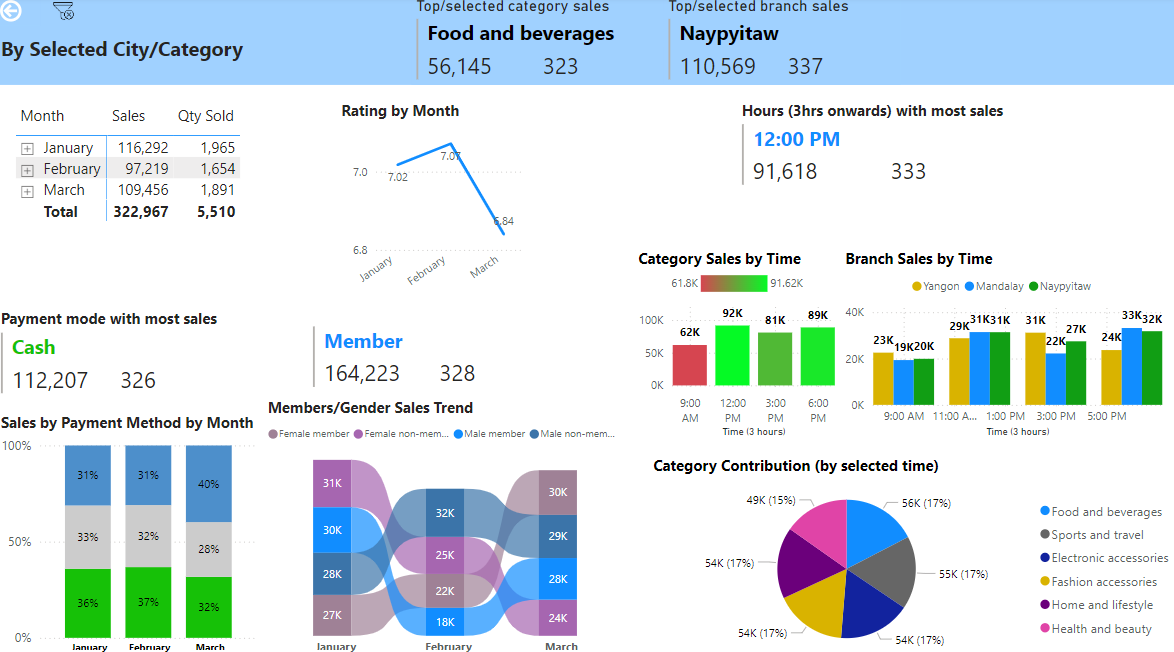 Top/selected category sales
Top/selected branch sales
By Selected City/Category
Food and beverages
56,145 323
Naypyitaw
110,569 337
Month Sales Qty Sold
January 116,292 1,965
February 97,219 1,654
March 109,456 1,891
Total 322,967 5,510
Rating by Month
7.0
6.8
7.02
7.07
6.84
January
February
March
Hours (3hrs onwards) with most sales
12:00 PM
91,618 333
Category Sales by Time
61.8K 91.62K
100K
50K
0K
62K
92K
81K
89K
9:00 AM
12:00 PM
3:00 PM
6:00 PM
Time (3 hours)
Branch Sales by Time
Yangon Mandalay Naypyitaw
40K
20K
0K
23K 19K 20K
29K 31K 31K
31K 22K 27K
24K 33K 32K
9:00 AM 11:00 A... 1:00 PM 3:00 PM 5:00 PM
Time (3 hours)
Payment mode with most sales
Cash
112,207 326
Member
164,223 328
Sales by Payment Method by Month
100%
50%
0%
31% 31% 40%
33% 32% 28%
36% 37% 32%
January February March
Members/Gender Sales Trend
Female member Female non-mem... Male member Male non-mem...
31K
30K
28K
27K
32K
25K
22K
18K
30K
29K
28K
24K
January February March
Category Contribution (by selected time)
56K (17%)
55K (17%)
54K (17%)
54K (17%)
54K (17%)
49K (15%)
Food and beverages
Sports and travel
Electronic accessories
Fashion accessories
Home and lifestyle
Health and beauty